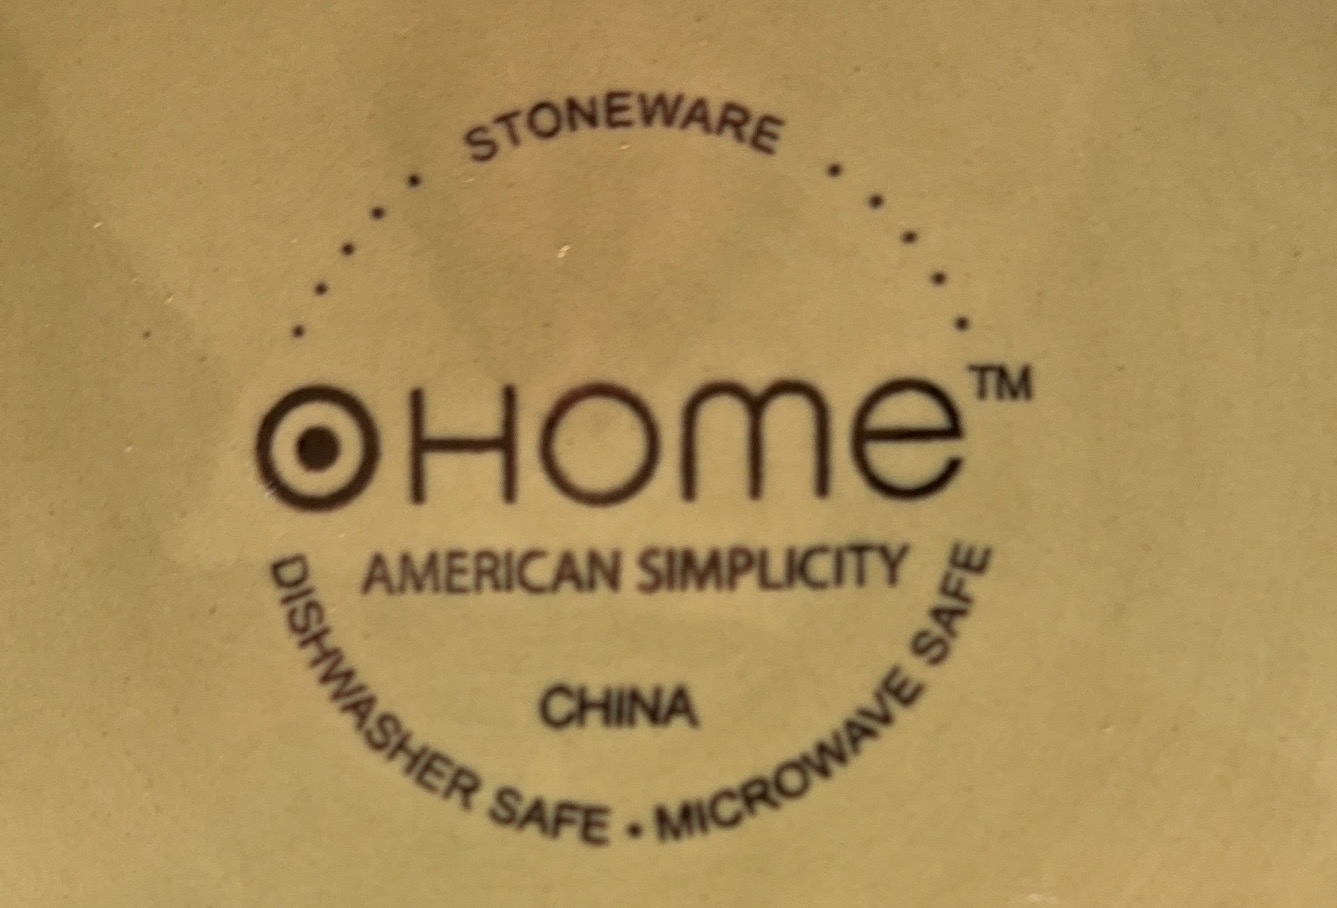 STONEWARE
HOme™
AMERICAN SIMPLICITY
CHINA
DISHWASHER SAFE • MICROWAVE SAFE